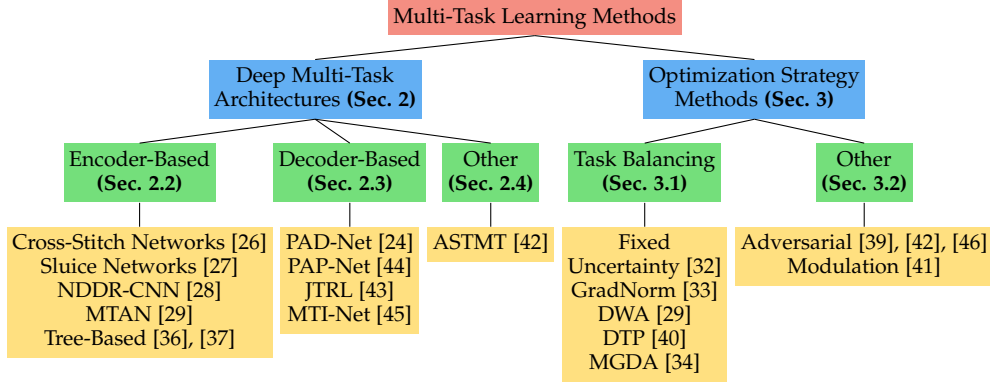 Multi-Task Learning Methods
Deep Multi-Task
Architectures (Sec. 2)
Optimization Strategy
Methods (Sec. 3)
Encoder-Based
(Sec. 2.2)
Decoder-Based
(Sec. 2.3)
Other
(Sec. 2.4)
Task Balancing
(Sec. 3.1)
Other
(Sec. 3.2)
Cross-Stitch Networks [26]
Sluice Networks [27]
NDDR-CNN [28]
MTAN [29]
Tree-Based [36], [37]
PAD-Net [24]
PAP-Net [44]
JTRL [43]
MTI-Net [45]
ASTMT [42]
Fixed
Uncertainty [32]
GradNorm [33]
DWA [29]
DTP [40]
MGDA [34]
Adversarial [39], [42], [46]
Modulation [41]